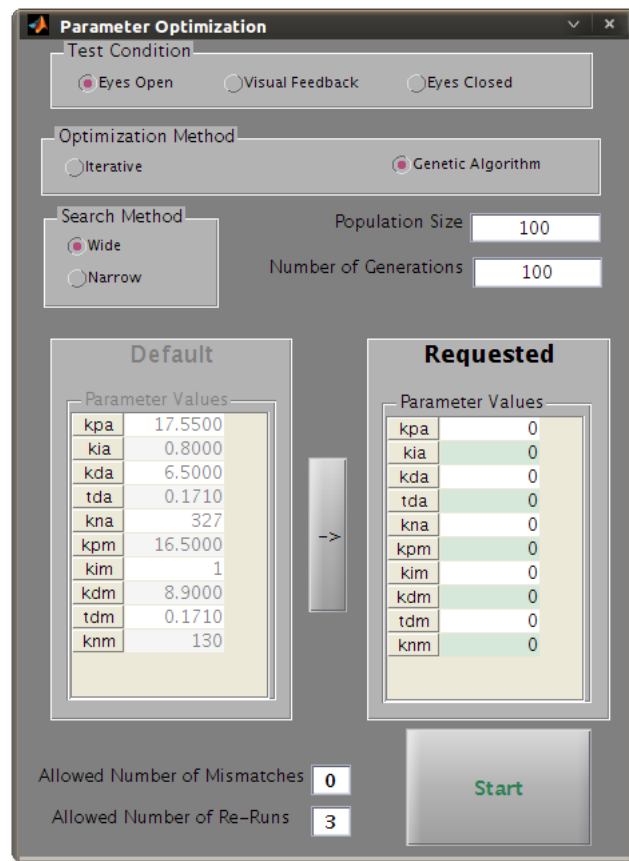 Parameter Optimization
Test Condition
Eyes Open Visual Feedback Eyes Closed
Optimization Method
Iterative Genetic Algorithm
Search Method
Wide
Narrow
Population Size 100
Number of Generations 100
Default
Parameter Values
kpa 17.5500
kia 0.8000
kda 6.5000
tda 0.1710
kna 327
kpm 16.5000
kim 1
kdm 8.9000
tdm 0.1710
knm 130
->
Requested
Parameter Values
kpa 0
kia 0
kda 0
tda 0
kna 0
kpm 0
kim 0
kdm 0
tdm 0
knm 0
Allowed Number of Mismatches 0
Allowed Number of Re-Runs 3
Start